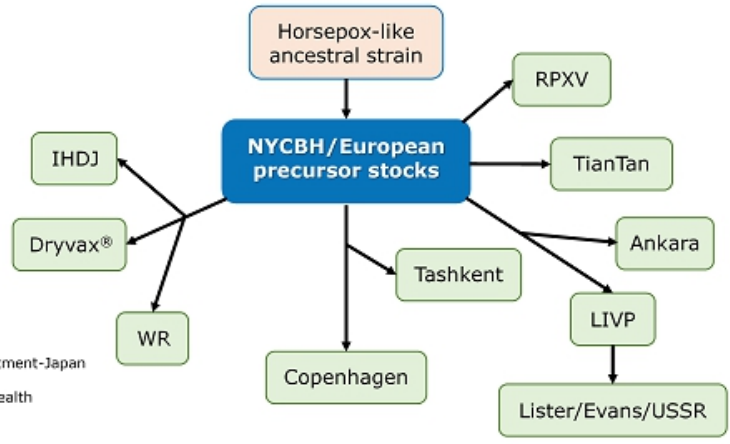 Horsepox-like
ancestral strain
RPXV
NYCBH/European
precursor stocks
IHDJ
TianTan
Dryvax®
Ankara
Tashkent
LIVP
WR
Copenhagen
Lister/Evans/USSR
-Japan